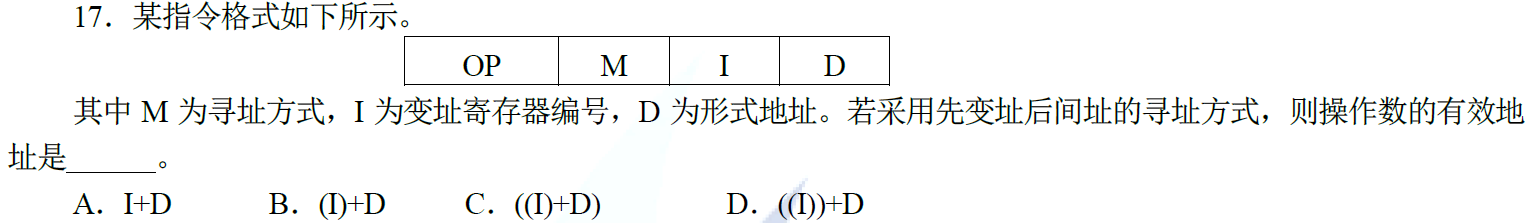 17．某指令格式如下所示。
OP M I D
其中 M 为寻址方式，I 为变址寄存器编号，D 为形式地址。若采用先变址后间址的寻址方式，则操作数的有效地
址是______。
A．I+D B．(I)+D C．((I)+D) D．((I))+D